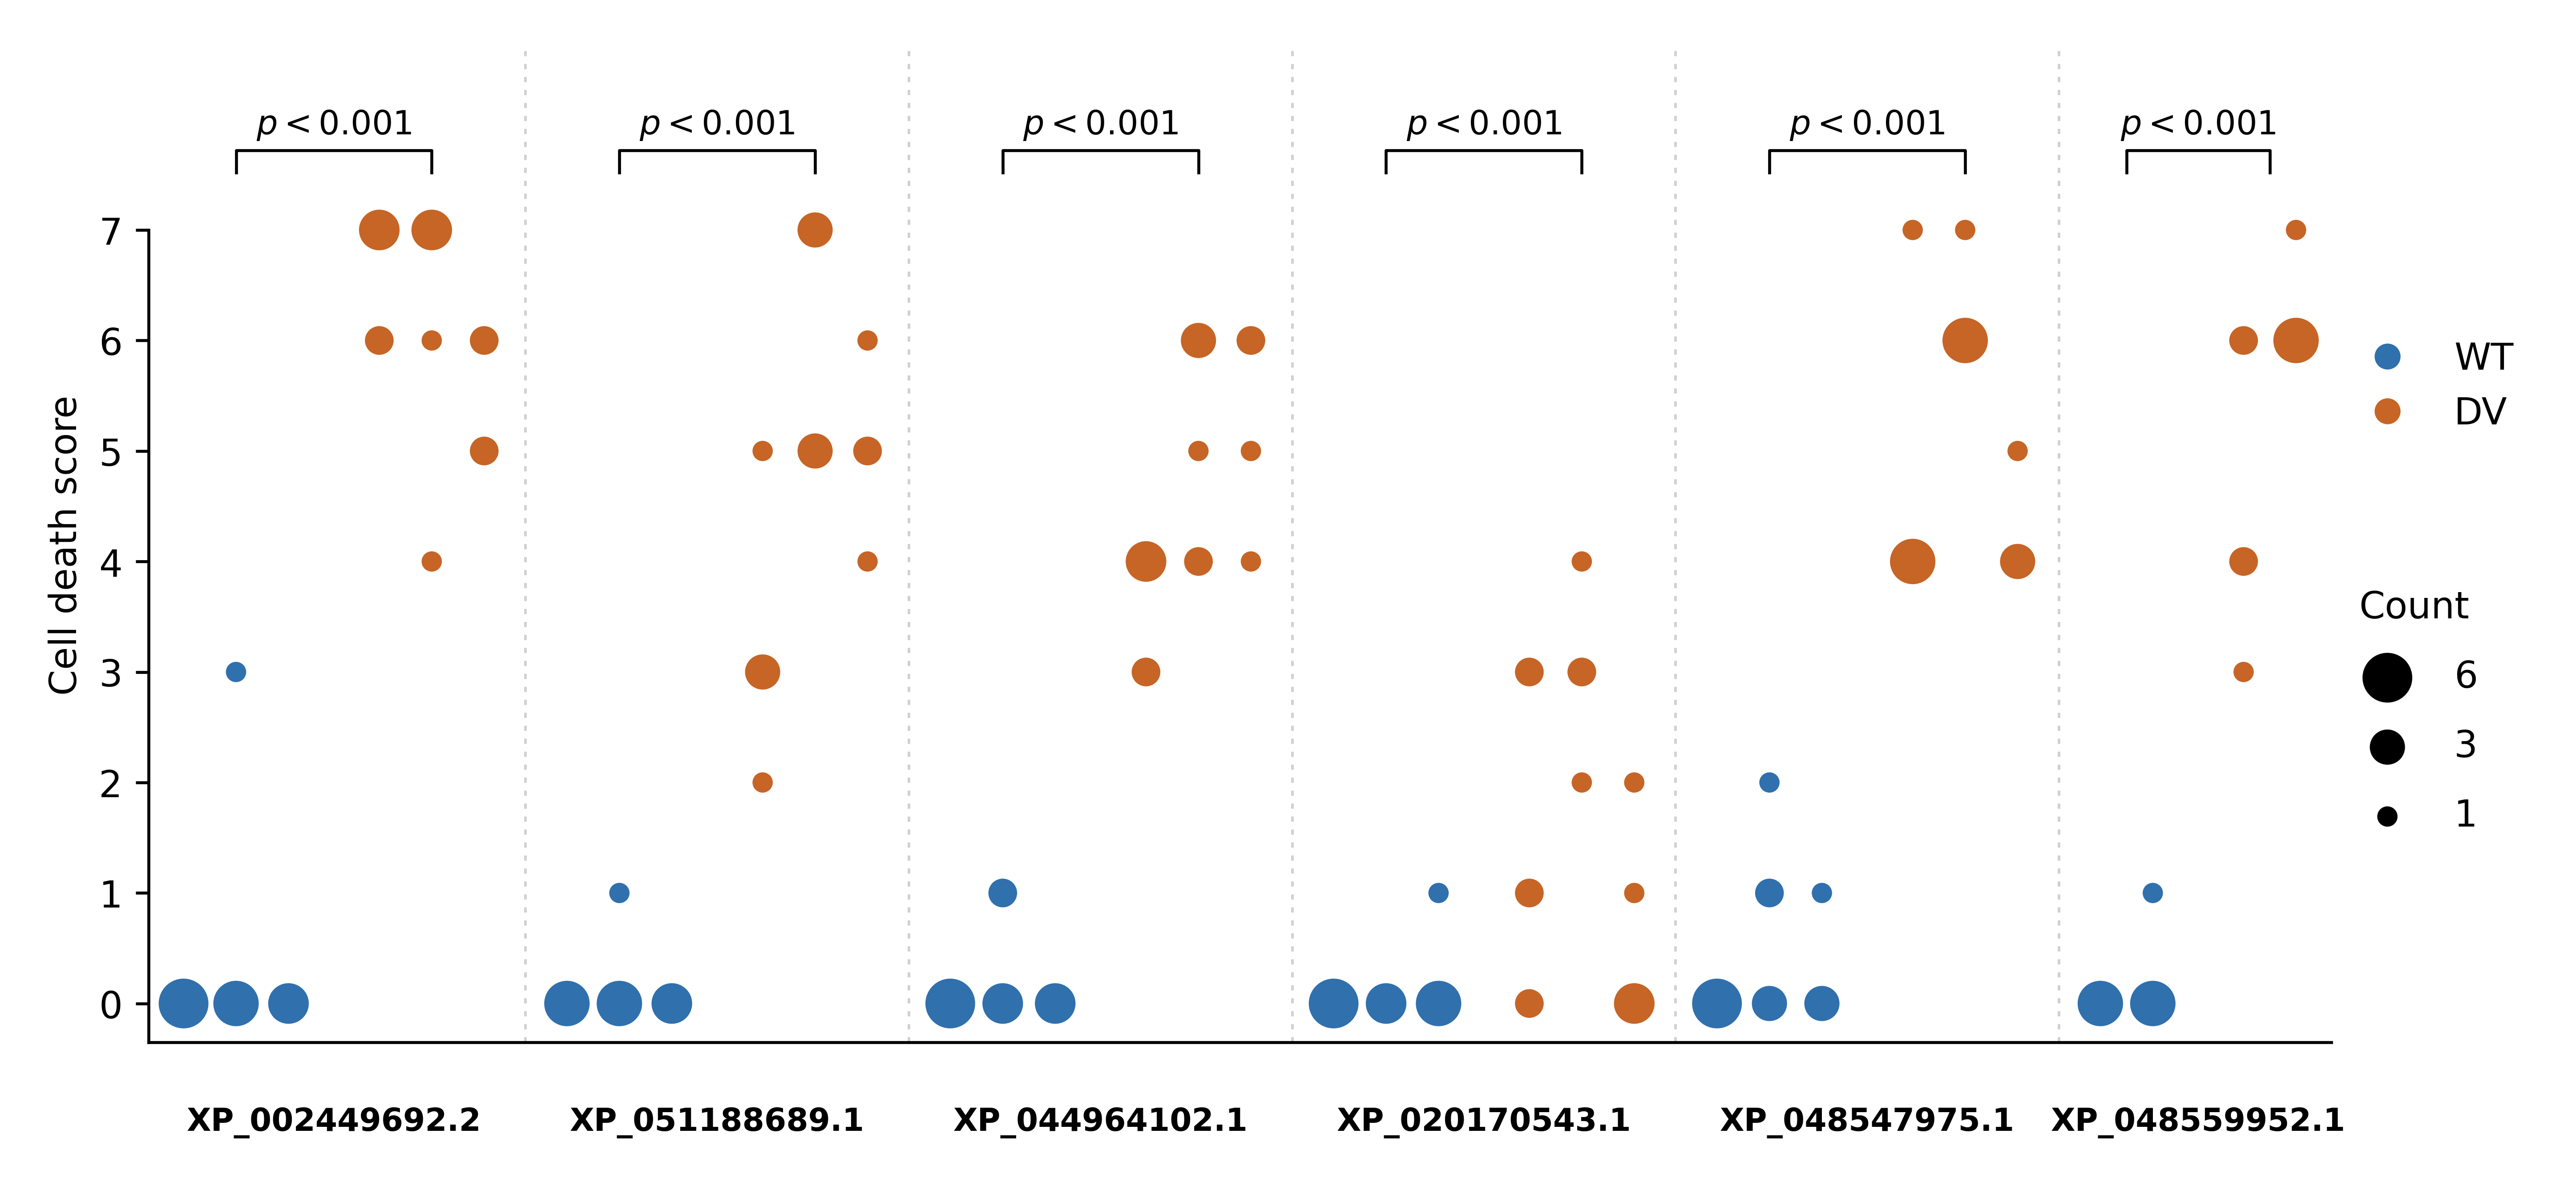 p < 0.001 p < 0.001 p < 0.001 p < 0.001 p < 0.001 p < 0.001
7
6
5
4
3
2
1
0
Cell death score
WT
DV
Count
6
3
1
XP_002449692.2 XP_051188689.1 XP_044964102.1 XP_020170543.1 XP_048547975.1 XP_048559952.1